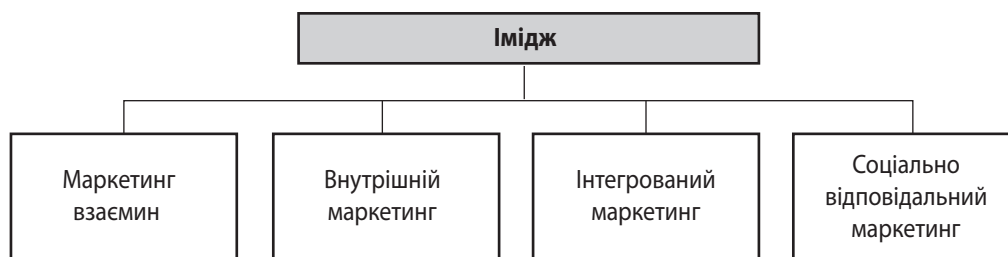 Імідж
Маркетинг
взаємин
Внутрішній
маркетинг
Інтегрований
маркетинг
Соціально
відповідальний
маркетинг